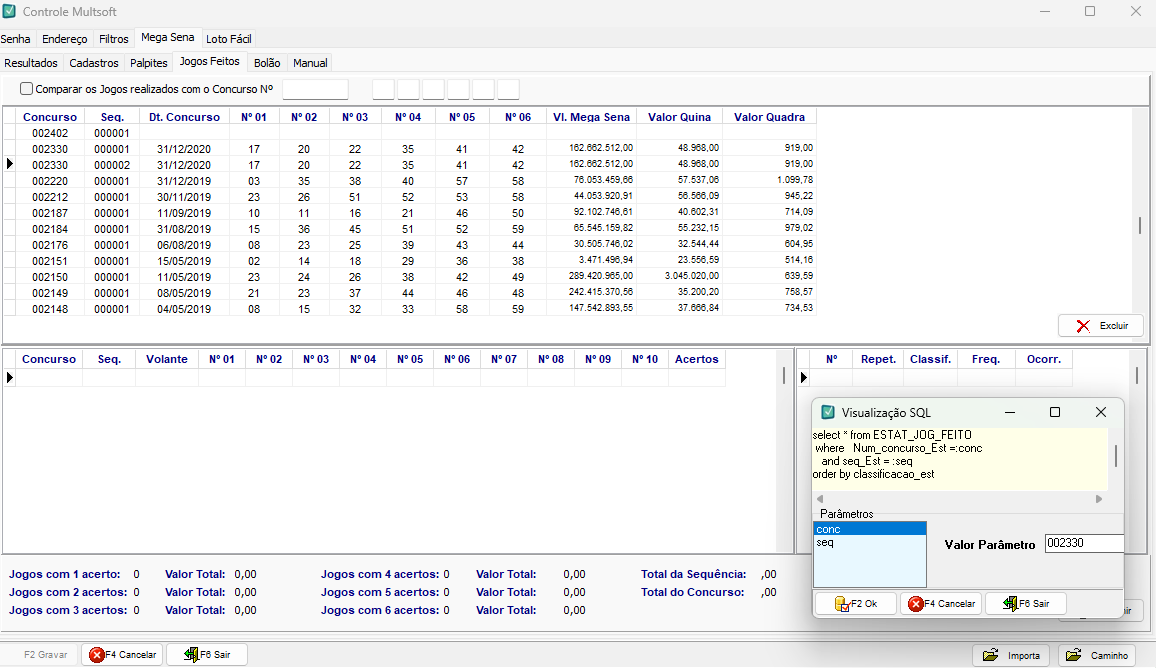 Controle Multsoft
Senha Endereço Filtros Mega Sena Loto Fácil
Resultados Cadastros Palpites Jogos Feitos Bolão Manual
Comparar os Jogos realizados com o Concurso Nº
Concurso Seq. Dt. Concurso Nº 01 Nº 02 Nº 03 Nº 04 Nº 05 Nº 06 Vl. Mega Sena Valor Quina Valor Quadra
002402 000001
002330 000001 31/12/2020 17 20 22 35 41 42 162.662.512,00 48.968,00 919,00
002330 000002 31/12/2020 17 20 22 35 41 42 162.662.512,00 48.968,00 919,00
002220 000001 31/12/2019 03 35 38 40 57 58 76.053.459,66 57.537,06 1.099,78
002212 000001 30/11/2019 23 26 51 52 53 58 44.053.920,91 56.566,09 945,22
002187 000001 11/09/2019 10 11 16 21 46 50 92.102.746,61 40.602,31 714,09
002184 000001 31/08/2019 15 36 45 51 52 59 65.545.159,82 55.232,15 979,02
002176 000001 06/08/2019 08 23 25 39 43 44 30.505.746,02 32.544,44 604,95
002151 000001 15/05/2019 02 14 18 29 36 38 3.471.496,94 23.556,59 514,16
002150 000001 11/05/2019 23 24 26 38 42 49 289.420.965,00 3.045.020,00 639,59
002149 000001 08/05/2019 21 23 37 44 46 48 242.415.370,56 35.200,20 758,57
002148 000001 04/05/2019 08 15 32 33 58 59 147.542.893,55 37.666,84 734,53
Excluir
Concurso Seq. Volante Nº 01 Nº 02 Nº 03 Nº 04 Nº 05 Nº 06 Nº 07 Nº 08 Nº 09 Nº 10 Acertos
Nº Repet. Classif. Freq. Ocorr.
Visualização SQL
select * from ESTAT_JOG_FEITO
where Num_concurso_Est =:conc
and seq_Est = :seq
order by classificacao_est
Parâmetros
conc
seq
Valor Parâmetro 002330
F2 Ok F4 Cancelar F6 Sair
Jogos com 1 acerto: 0 Valor Total: 0,00 Jogos com 4 acertos: 0 Valor Total: 0,00 Total da Sequência: ,00
Jogos com 2 acertos: 0 Valor Total: 0,00 Jogos com 5 acertos: 0 Valor Total: 0,00 Total do Concurso: ,00
Jogos com 3 acertos: 0 Valor Total: 0,00 Jogos com 6 acertos: 0 Valor Total: 0,00
F2 Gravar F4 Cancelar F6 Sair Importa Caminho